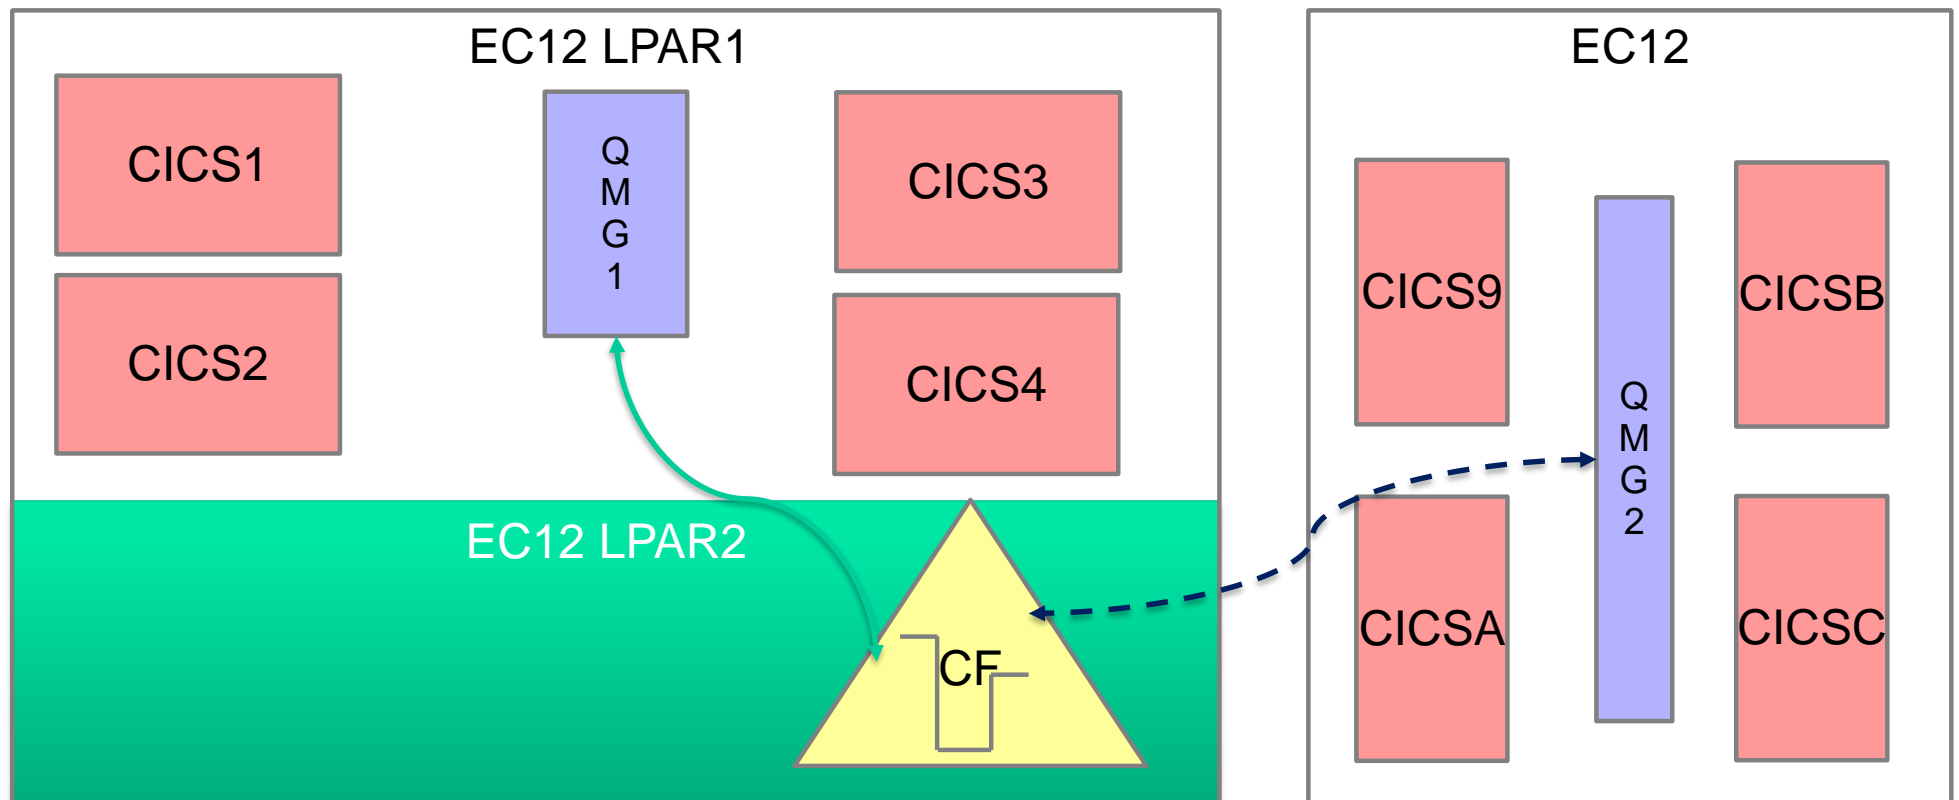 EC12 LPAR1
CICS1
CICS2
Q
M
G
1
CICS3
CICS4
EC12 LPAR2
CF
EC12
CICS9
CICSA
Q
M
G
2
CICSB
CICSC